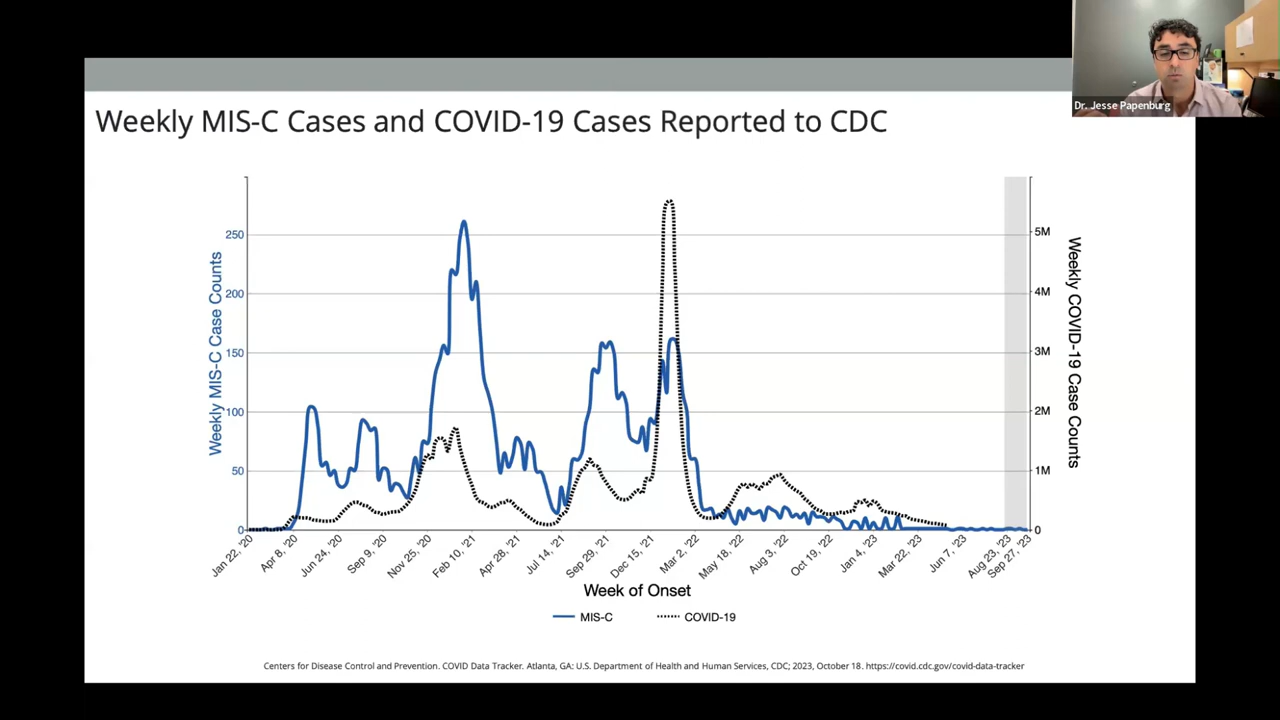 Dr. Jesse Papenburg
Weekly MIS-C Cases and COVID-19 Cases Reported to CDC
Weekly MIS-C Case Counts
250
200
150
100
50
0
5M
4M
3M
2M
1M
0
Weekly COVID-19 Case Counts
Jan 22, '20
Apr 8, '20
Jun 24, '20
Sep 9, '20
Nov 25, '20
Feb 10, '21
Apr 28, '21
Jul 14, '21
Sep 29, '21
Dec 15, '21
Mar 2, '22
May 18, '22
Aug 3, '22
Oct 19, '22
Jan 4, '23
Mar 22, '23
Jun 7, '23
Aug 23, '23
Sep 27, '23
Week of Onset
MIS-C
COVID-19
Centers for Disease Control and Prevention. COVID Data Tracker. Atlanta, GA: U.S. Department of Health and Human Services, CDC; 2023, October 18. https://covid.cdc.gov/covid-data-tracker